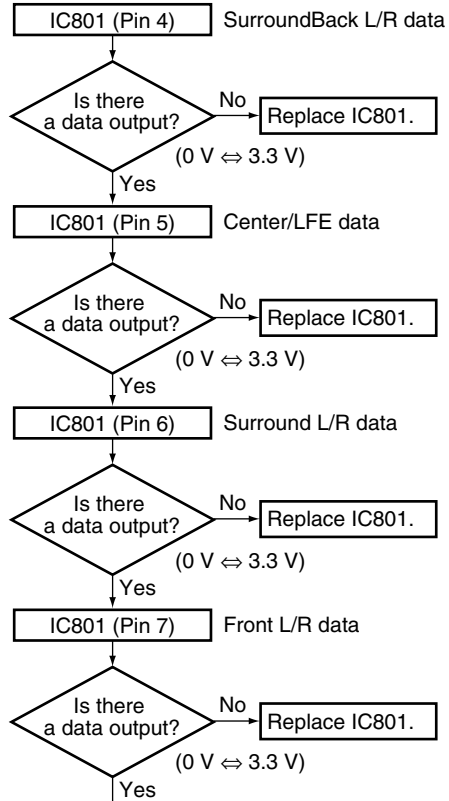 IC801 (Pin 4) SurroundBack L/R data
Is there
a data output?
No
Replace IC801.
(0 V ⇔ 3.3 V)
Yes
IC801 (Pin 5) Center/LFE data
Is there
a data output?
No
Replace IC801.
(0 V ⇔ 3.3 V)
Yes
IC801 (Pin 6) Surround L/R data
Is there
a data output?
No
Replace IC801.
(0 V ⇔ 3.3 V)
Yes
IC801 (Pin 7) Front L/R data
Is there
a data output?
No
Replace IC801.
(0 V ⇔ 3.3 V)
Yes